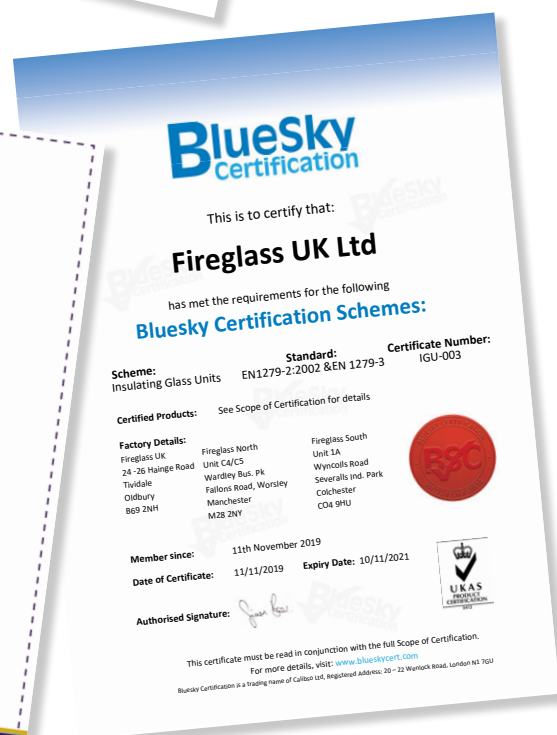 BlueSky
Certification
This is to certify that:
Fireglass UK Ltd
has met the requirements for the following
Bluesky Certification Schemes:
Scheme: Standard: Certificate Number:
Insulating Glass Units EN1279-2:2002 &EN 1279-3 IGU-003
Certified Products: See Scope of Certification for details
Factory Details:
Fireglass UK
24 -26 Hainge Road
Tividale
Oldbury
B69 2NH
Fireglass North
Unit C4/C5
Wardley Bus. Pk
Fallons Road, Worsley
Manchester
M28 2NY
Fireglass South
Unit 1A
Wyncolls Road
Severalls Ind. Park
Colchester
CO4 9HU
BSC
Member since: 11th November 2019
Date of Certificate: 11/11/2019 Expiry Date: 10/11/2021
Authorised Signature:
UKAS
PRODUCT
CERTIFICATION
This certificate must be read in conjunction with the full Scope of Certification.
For more details, visit: www.blueskycert.com
Bluesky Certification is a trading name of Calibso Ltd, Registered Address: 20 – 22 Wenlock Road, London N1 7GU